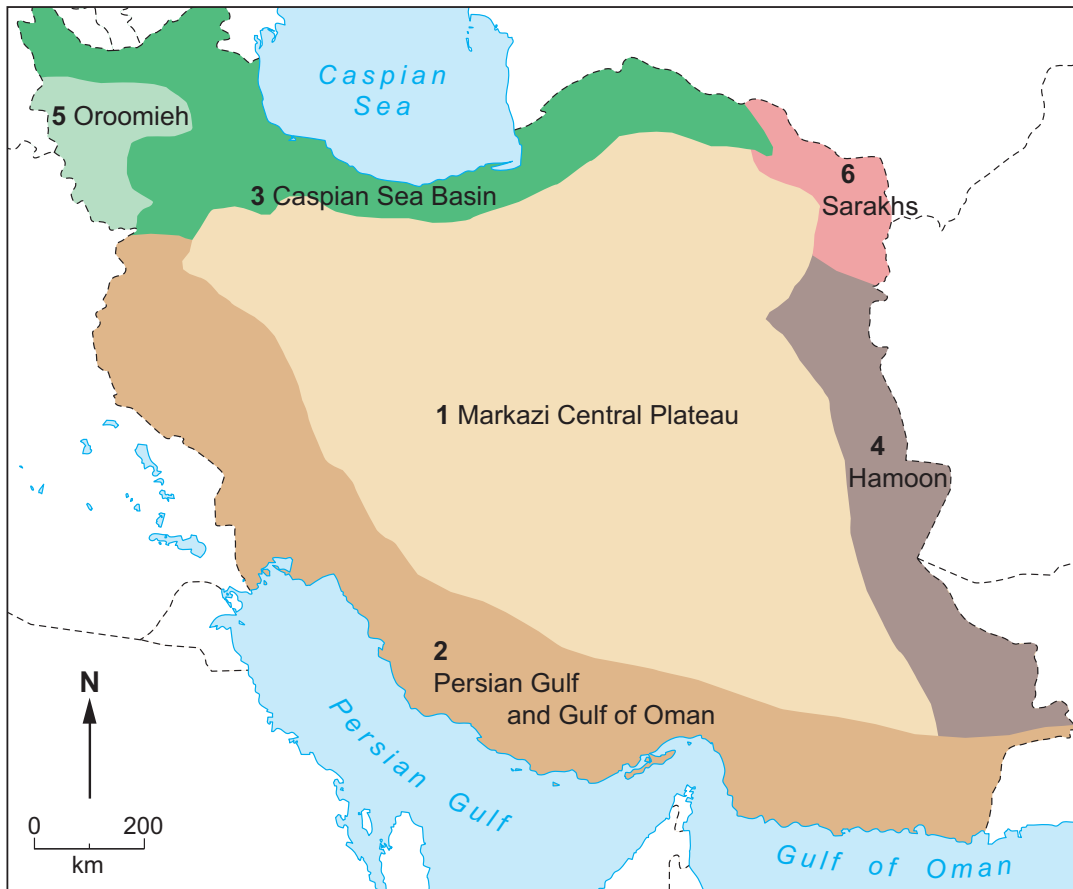 Caspian
Sea
5 Oroomieh
6
Sarakhs
3 Caspian Sea Basin
1 Markazi Central Plateau
4
Hamoon
2
Persian Gulf
and Gulf of Oman
N
Persian Gulf
0 200
km
Gulf of Oman